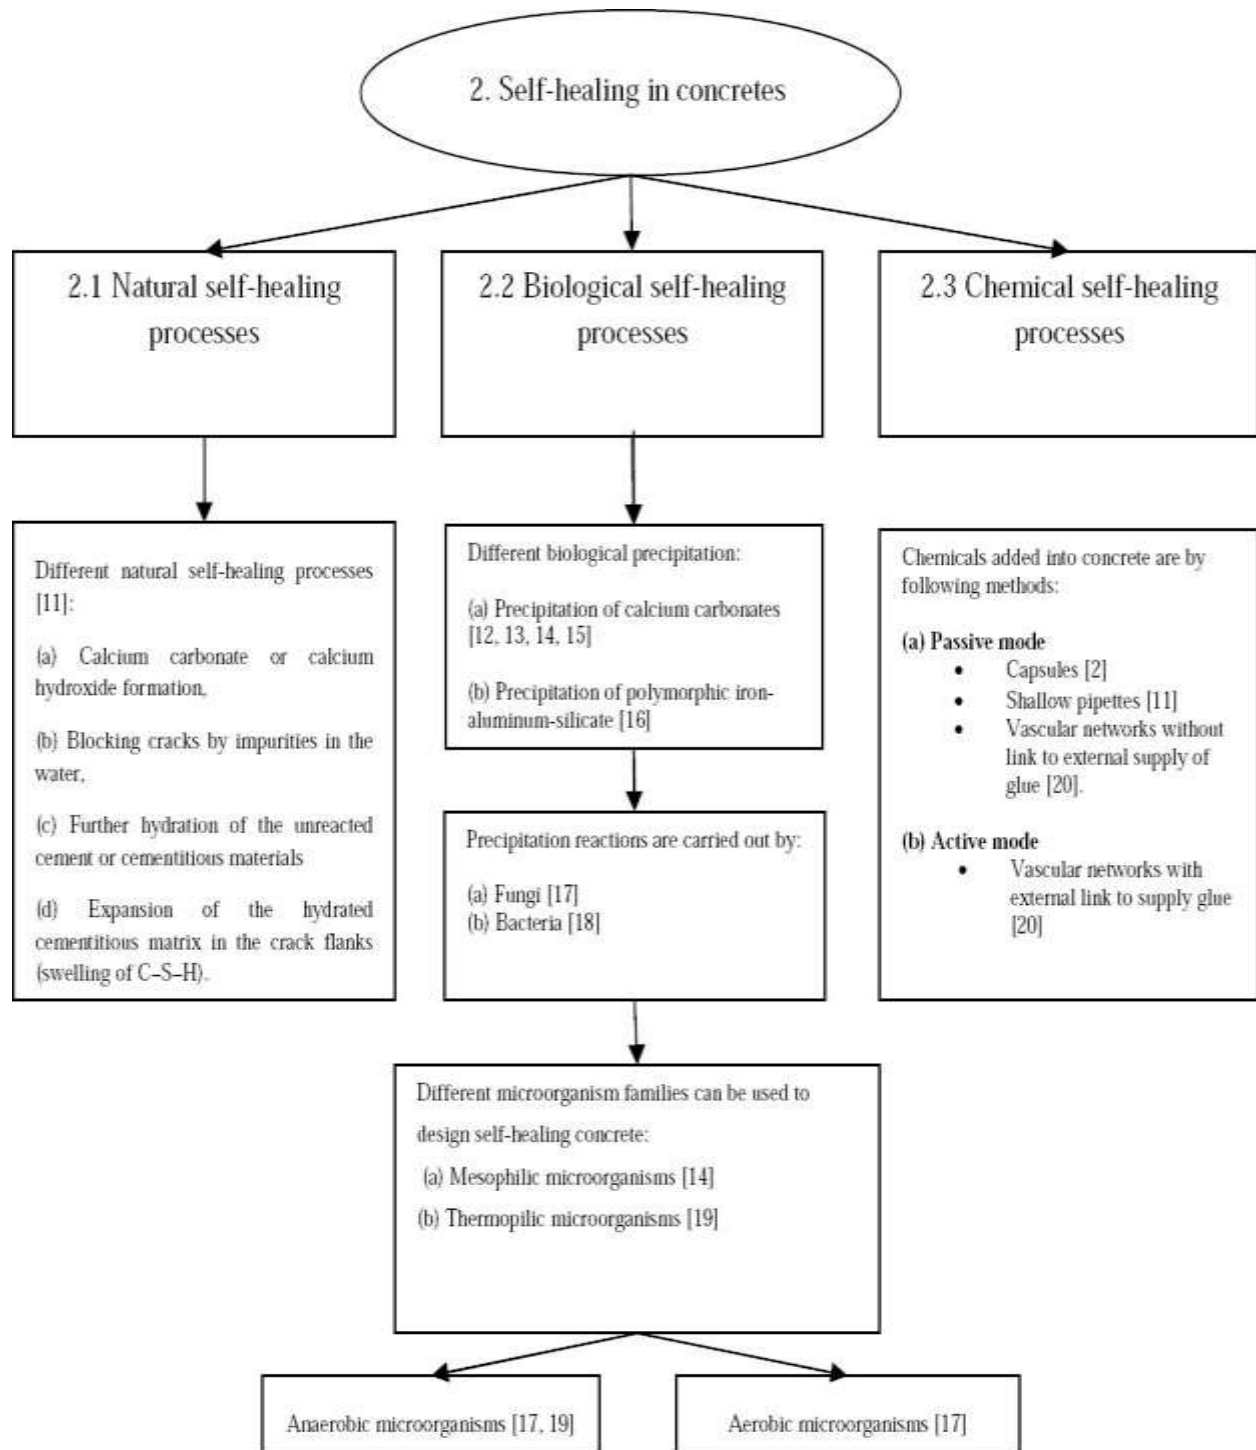 2. Self-healing in concretes
2.1 Natural self-healing
processes
2.2 Biological self-healing
processes
2.3 Chemical self-healing
processes
Different natural self-healing processes
[11]:
(a) Calcium carbonate or calcium
hydroxide formation,
(b) Blocking cracks by impurities in the
water,
(c) Further hydration of the unreacted
cement or cementitious materials
(d) Expansion of the hydrated
cementitious matrix in the crack flanks
(swelling of C–S–H).
Different biological precipitation:
(a) Precipitation of calcium carbonates
[12, 13, 14, 15]
(b) Precipitation of polymorphic iron-
aluminum-silicate [16]
Precipitation reactions are carried out by:
(a) Fungi [17]
(b) Bacteria [18]
Chemicals added into concrete are by
following methods:
(a) Passive mode
• Capsules [2]
• Shallow pipettes [11]
• Vascular networks without
link to external supply of
glue [20].
(b) Active mode
• Vascular networks with
external link to supply glue
[20]
Different microorganism families can be used to
design self-healing concrete:
(a) Mesophilic microorganisms [14]
(b) Thermopilic microorganisms [19]
Anaerobic microorganisms [17, 19]
Aerobic microorganisms [17]